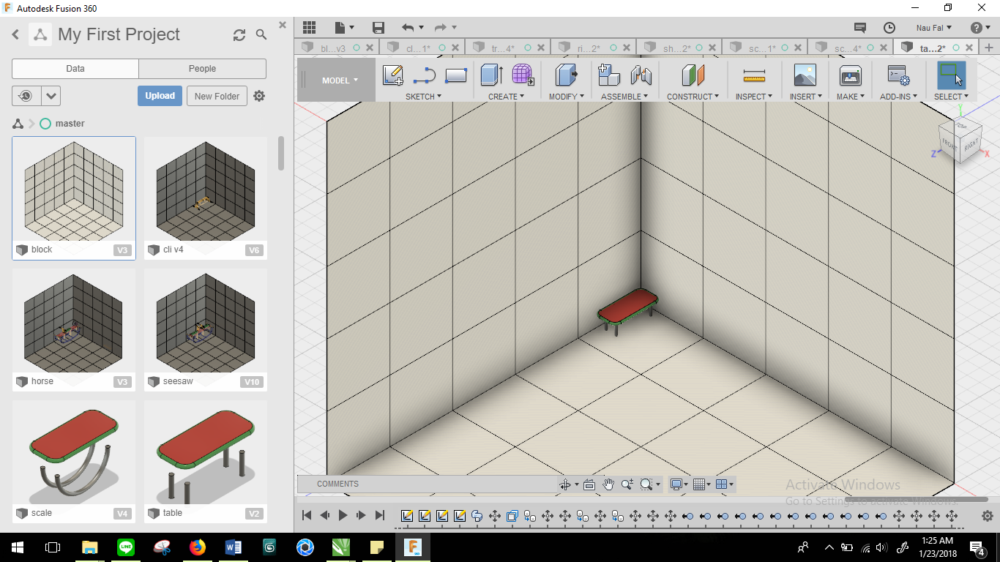 Autodesk Fusion 360
My First Project
Data
People
Upload
New Folder
master
block
V3
cli v4
V6
horse
V3
seesaw
V10
scale
V4
table
V2
Nau Fal
bl...v3
cl...1*
tr...4*
ri...2*
sh...2*
sc...1*
sc...4*
ta...2*
MODEL
SKETCH
CREATE
MODIFY
ASSEMBLE
CONSTRUCT
INSPECT
INSERT
MAKE
ADD-INS
SELECT
Y
TOP
FRONT
RIGHT
Z
X
COMMENTS
Activate Windows
Go to Settings to activate Windows.
1:25 AM
1/23/2018
4